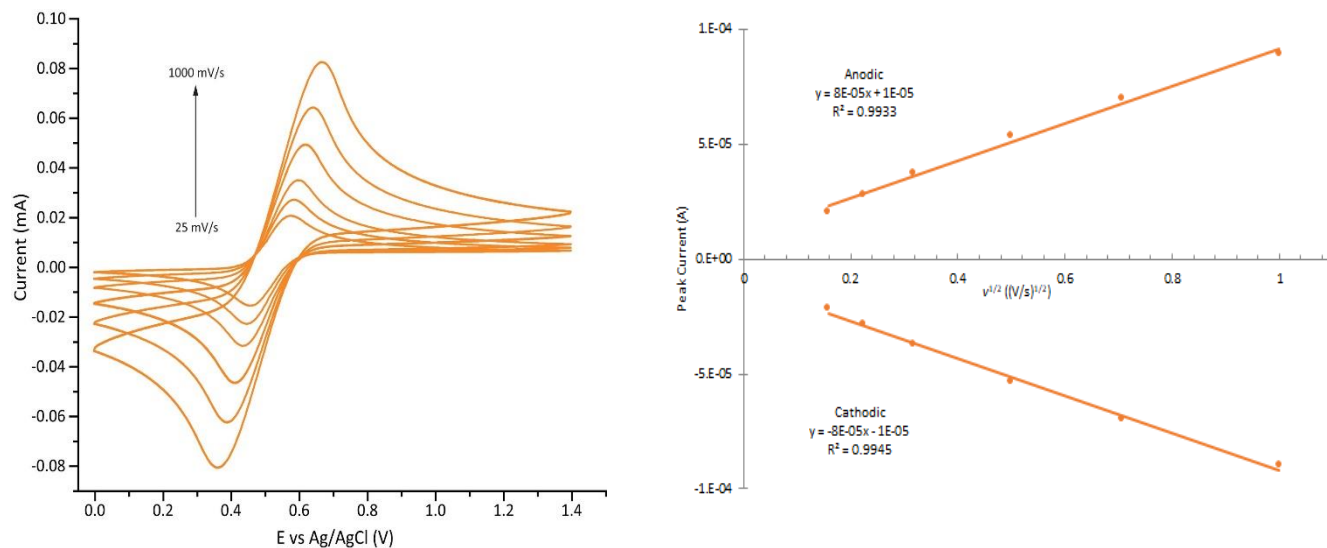 0.10
0.08
0.06
0.04
0.02
0.00
-0.02
-0.04
-0.06
-0.08
Current (mA)
1000 mV/s
25 mV/s
0.0 0.2 0.4 0.6 0.8 1.0 1.2 1.4
E vs Ag/AgCl (V)
1.E-04
5.E-05
0.E+00
-5.E-05
-1.E-04
Peak Current (A)
Anodic
y = 8E-05x + 1E-05
R² = 0.9933
0 0.2 0.4 0.6 0.8 1
v¹/² ((V/s)¹/²)
Cathodic
y = -8E-05x - 1E-05
R² = 0.9945